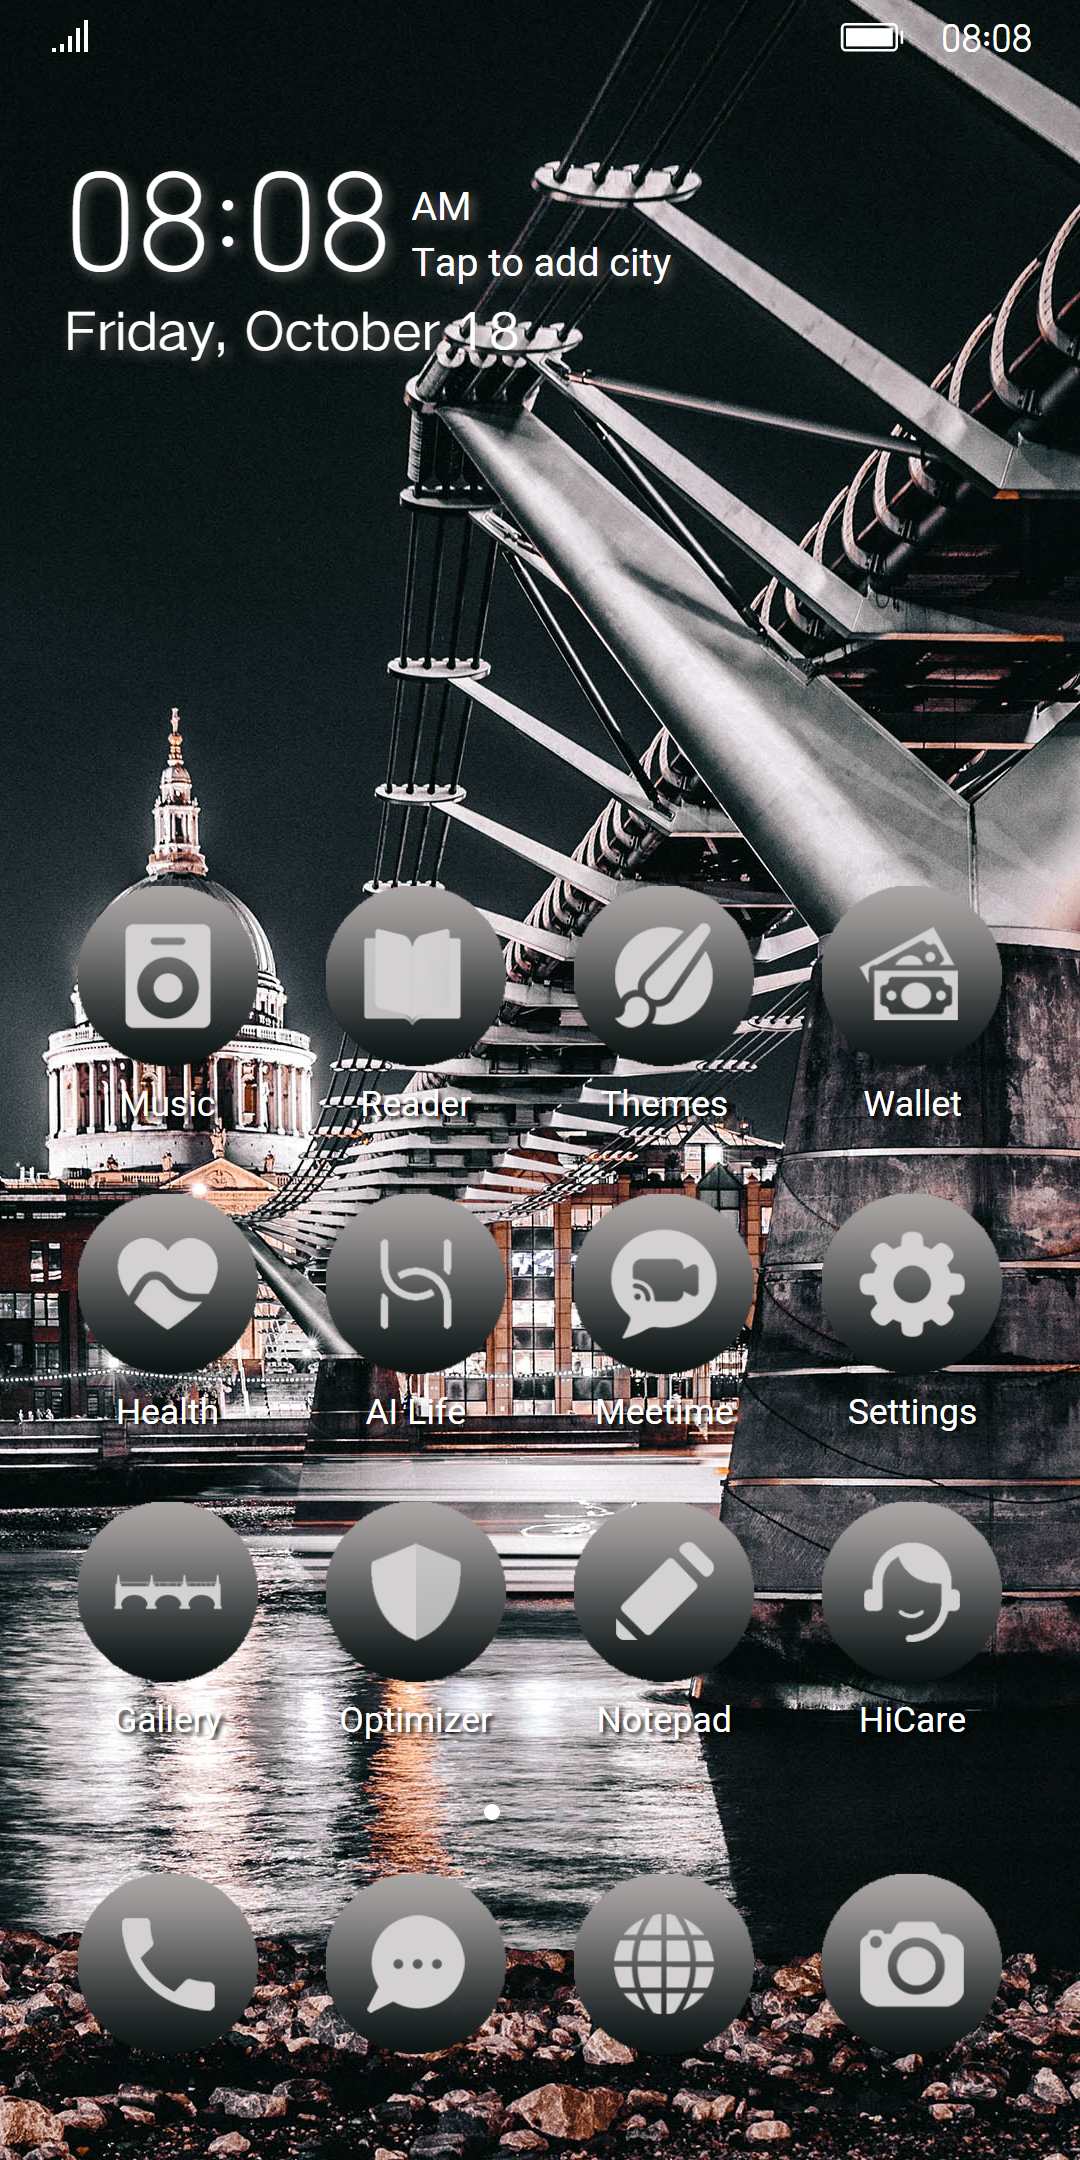 08:08
08:08 AM
Tap to add city
Friday, October 18
Music Reader Themes Wallet
Health AI Life Meetime Settings
Gallery Optimizer Notepad HiCare